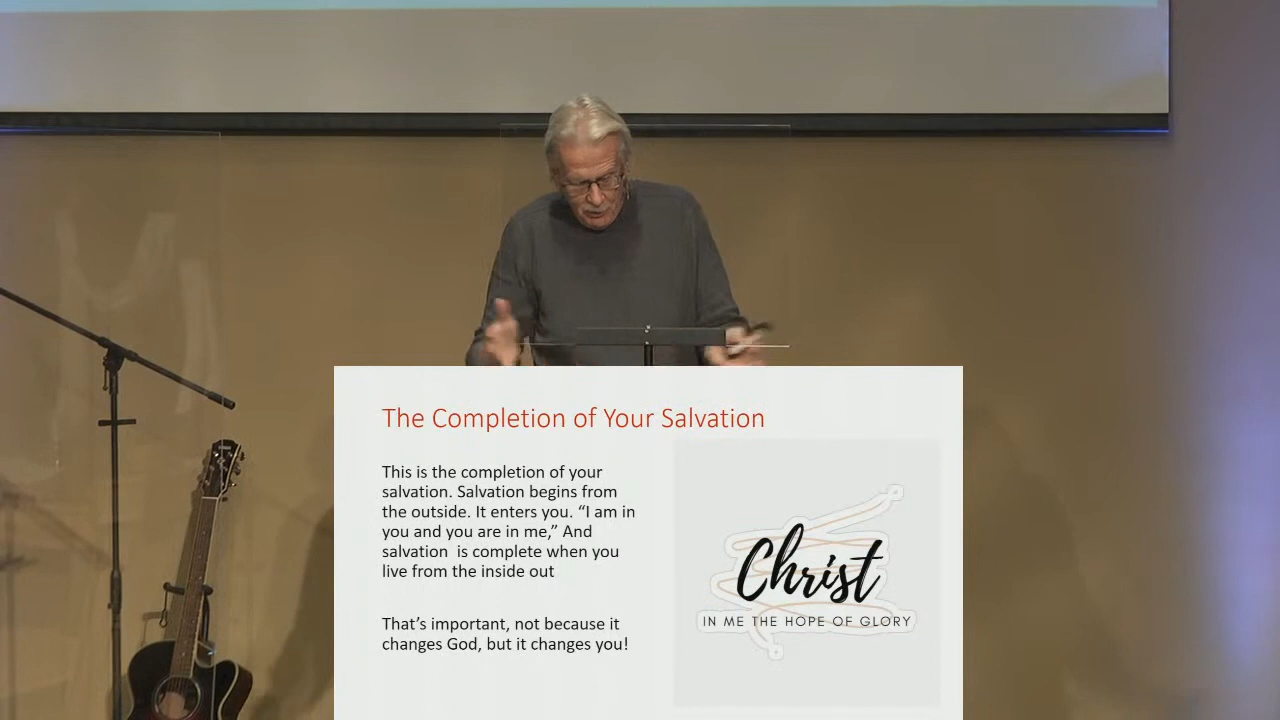 The Completion of Your Salvation
This is the completion of your
salvation. Salvation begins from
the outside. It enters you. “I am in
you and you are in me,” And
salvation  is complete when you
live from the inside out
That’s important, not because it
changes God, but it changes you!
Christ
IN ME THE HOPE OF GLORY